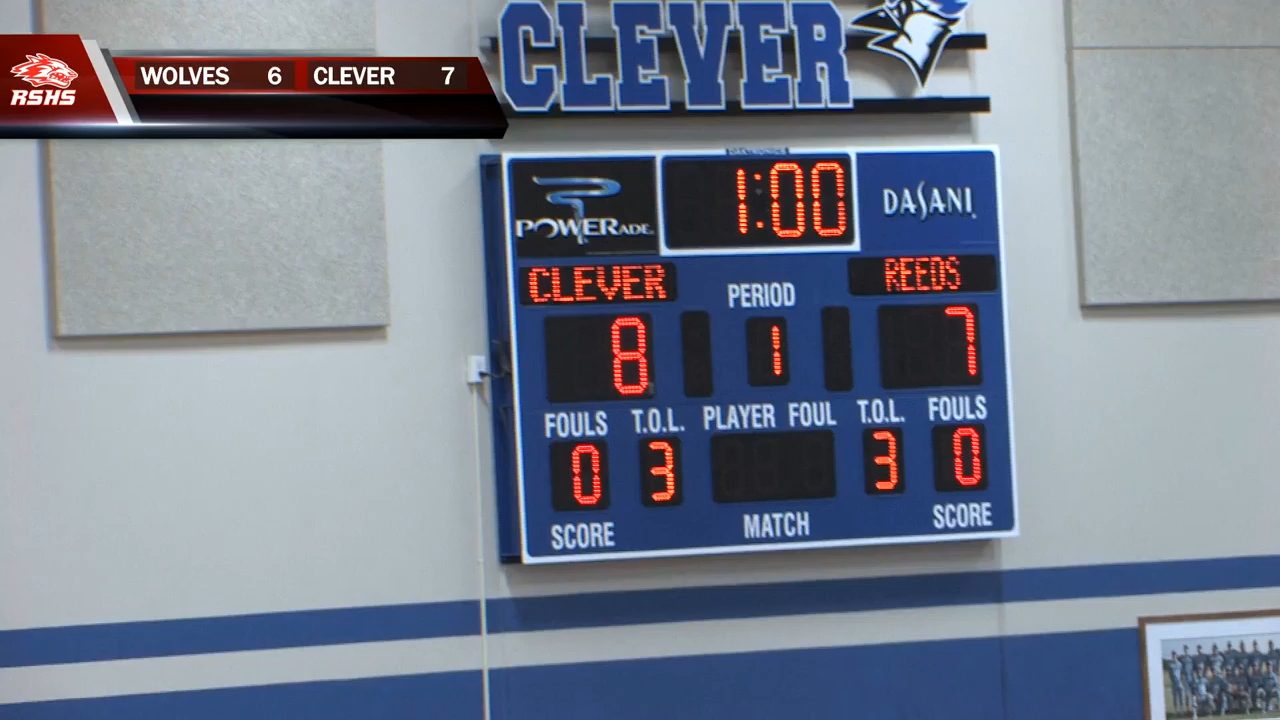 CLEVER
WOLVES 6 CLEVER 7
RSHS
POWERADE
1:00
DASANI
CLEVER
PERIOD
REEDS
8
1
7
FOULS T.O.L. PLAYER FOUL T.O.L. FOULS
0 3 3 0
SCORE MATCH SCORE